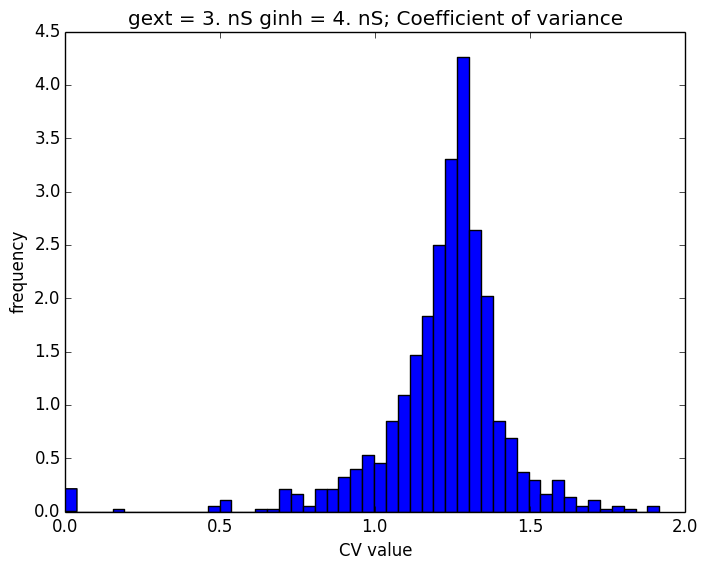 gext = 3. nS ginh = 4. nS; Coefficient of variance
4.5
4.0
3.5
3.0
2.5
2.0
1.5
1.0
0.5
0.0
frequency
0.0 0.5 1.0 1.5 2.0
CV value